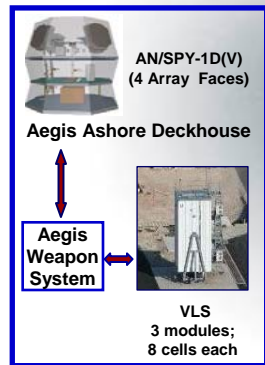 AN/SPY-1D(V)
(4 Array Faces)
Aegis Ashore Deckhouse
Aegis
Weapon
System
VLS
3 modules;
8 cells each